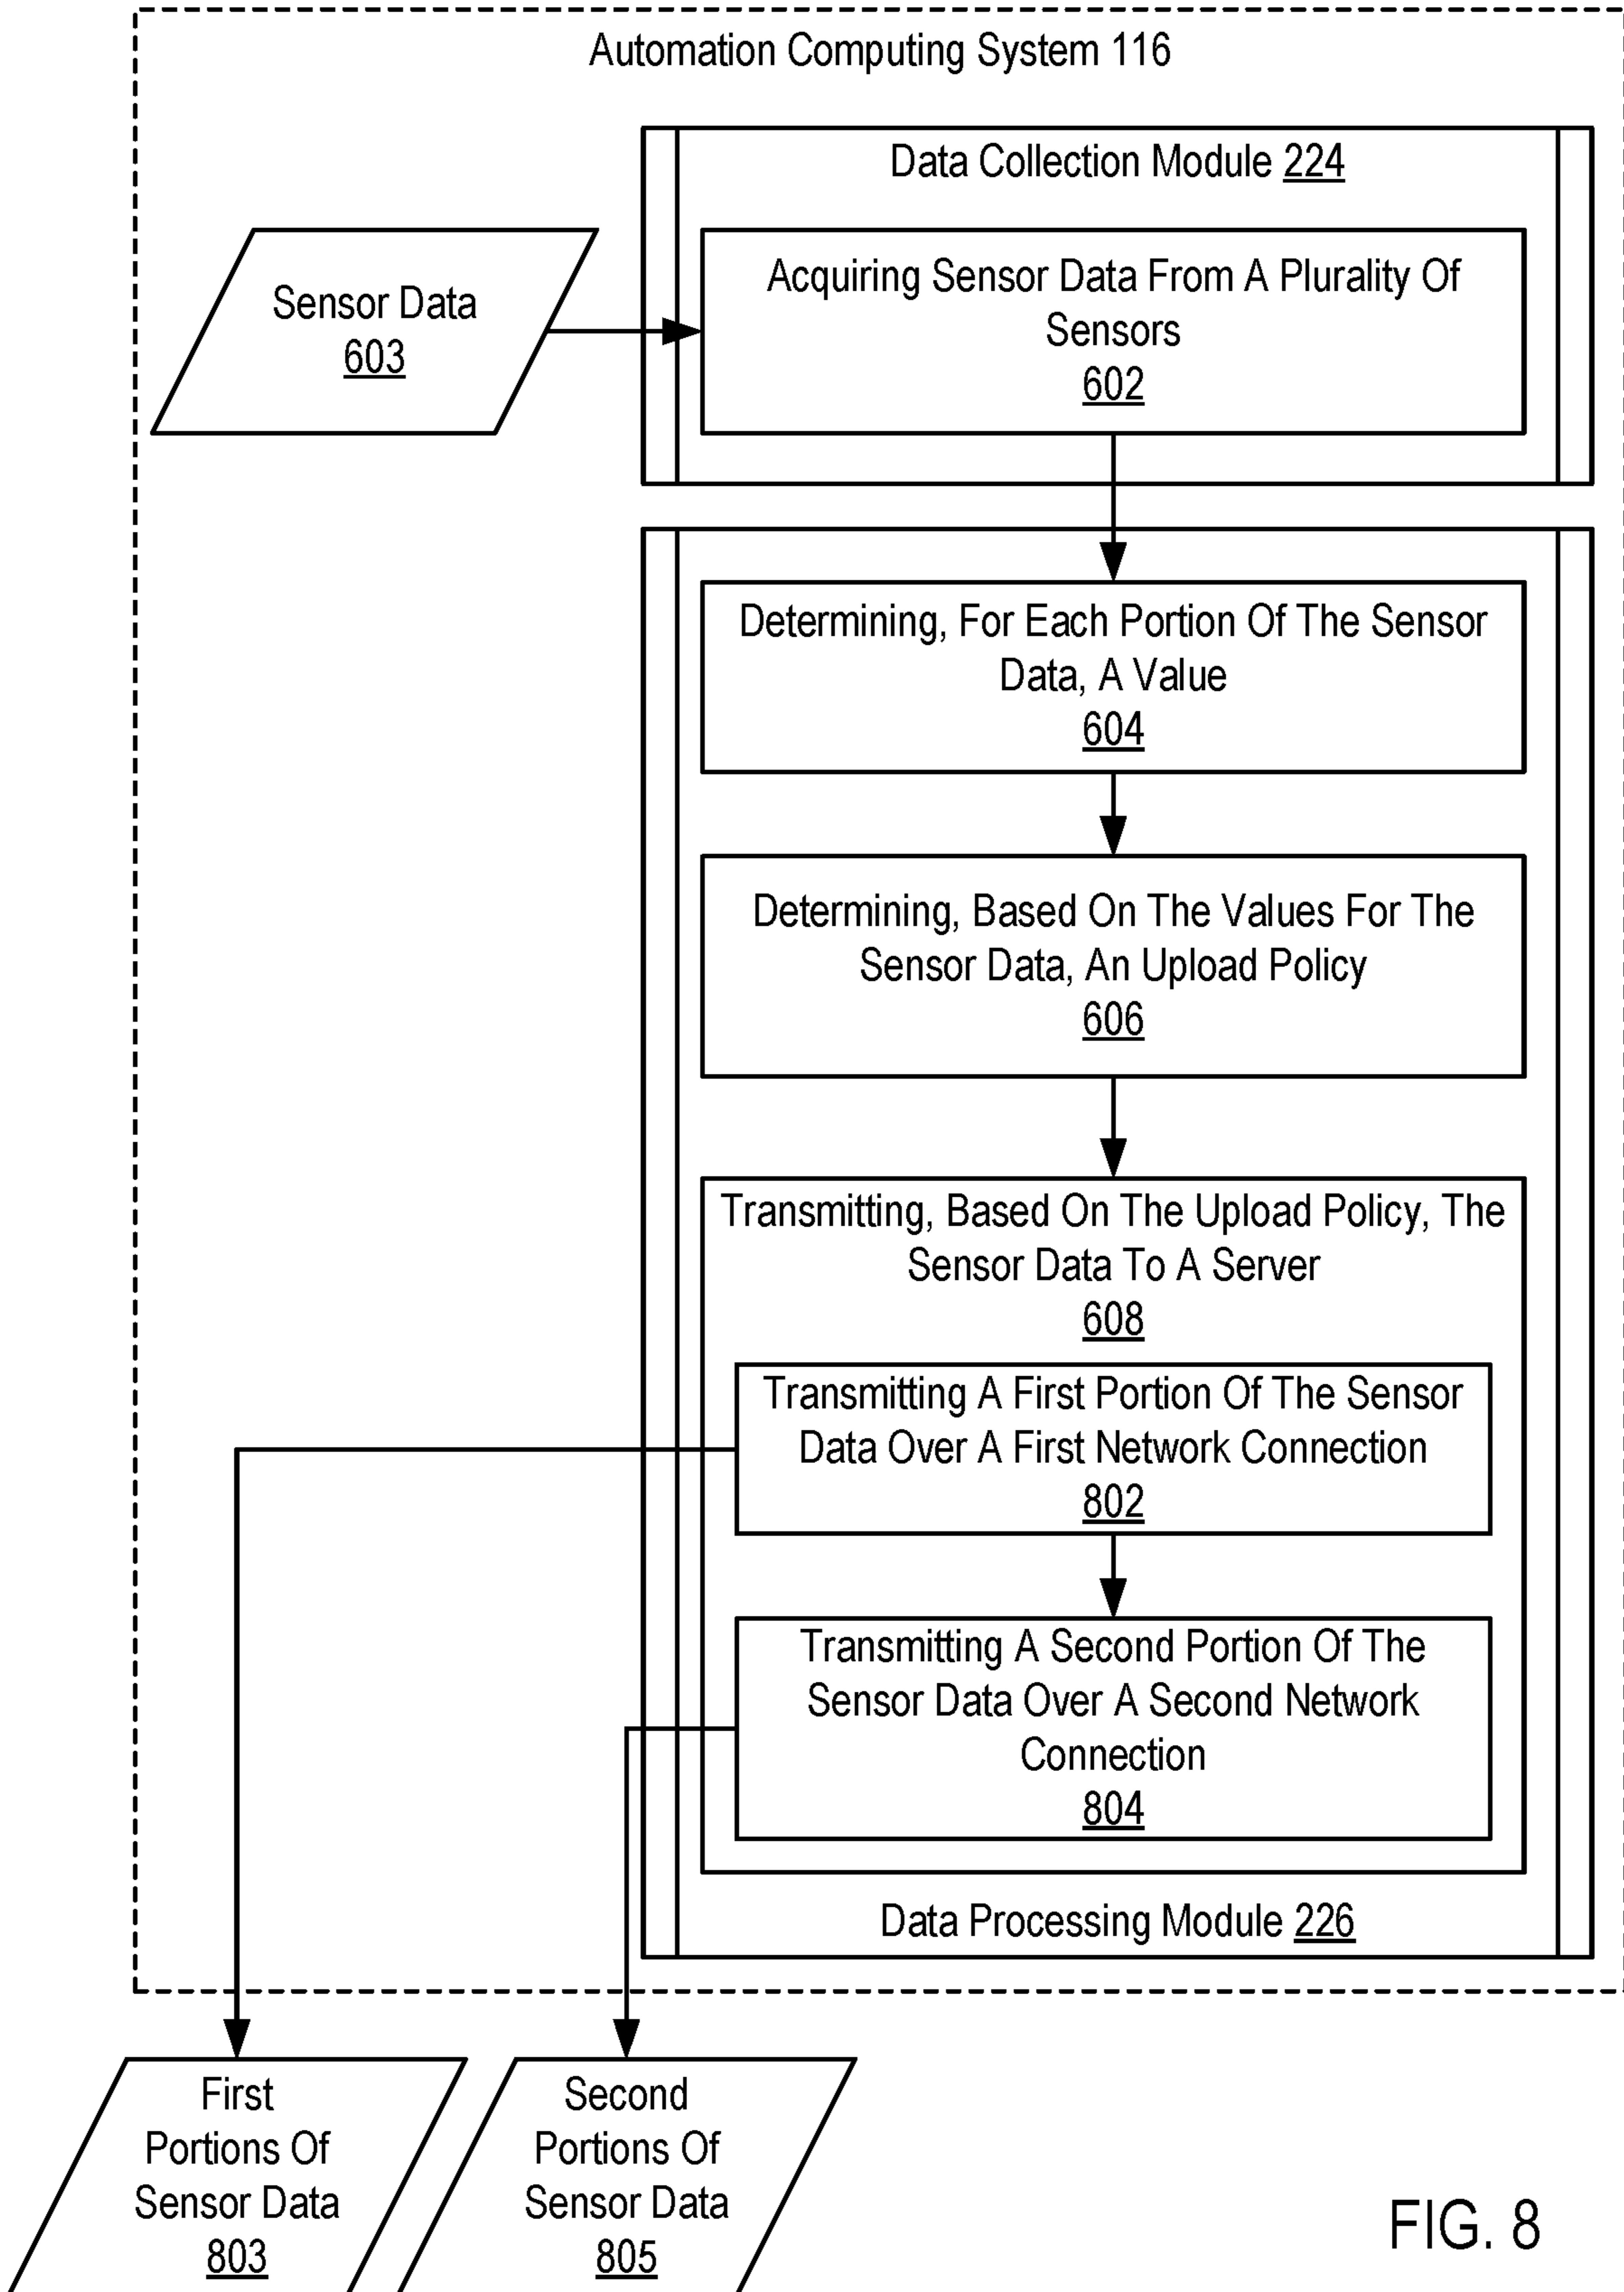 Automation Computing System 116
Data Collection Module 224
Sensor Data
603
Acquiring Sensor Data From A Plurality Of
Sensors
602
Determining, For Each Portion Of The Sensor
Data, A Value
604
Determining, Based On The Values For The
Sensor Data, An Upload Policy
606
Transmitting, Based On The Upload Policy, The
Sensor Data To A Server
608
Transmitting A First Portion Of The Sensor
Data Over A First Network Connection
802
Transmitting A Second Portion Of The
Sensor Data Over A Second Network
Connection
804
Data Processing Module 226
First
Portions Of
Sensor Data
803
Second
Portions Of
Sensor Data
805
FIG. 8